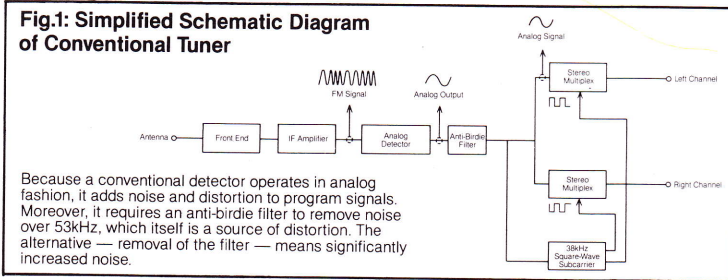 Fig.1: Simplified Schematic Diagram
of Conventional Tuner
Analog Signal
FM Signal
Analog Output
Antenna
Front End
IF Amplifier
Analog
Detector
Anti-Birdie
Filter
Stereo
Multiplex
Left Channel
Stereo
Multiplex
Right Channel
38kHz
Square-Wave
Subcarrier
Because a conventional detector operates in analog
fashion, it adds noise and distortion to program signals.
Moreover, it requires an anti-birdie filter to remove noise
over 53kHz, which itself is a source of distortion. The
alternative — removal of the filter — means significantly
increased noise.